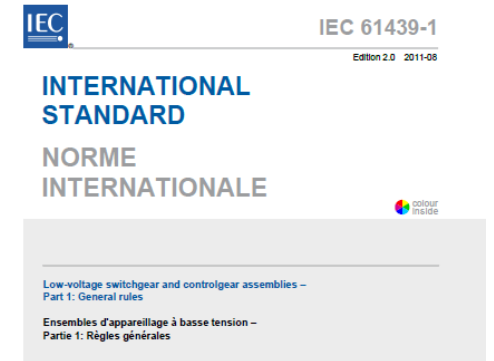 IEC
IEC 61439-1
Edition 2.0 2011-08
INTERNATIONAL
STANDARD
NORME
INTERNATIONALE
colour
inside
Low-voltage switchgear and controlgear assemblies –
Part 1: General rules
Ensembles d'appareillage à basse tension –
Partie 1: Règles générales